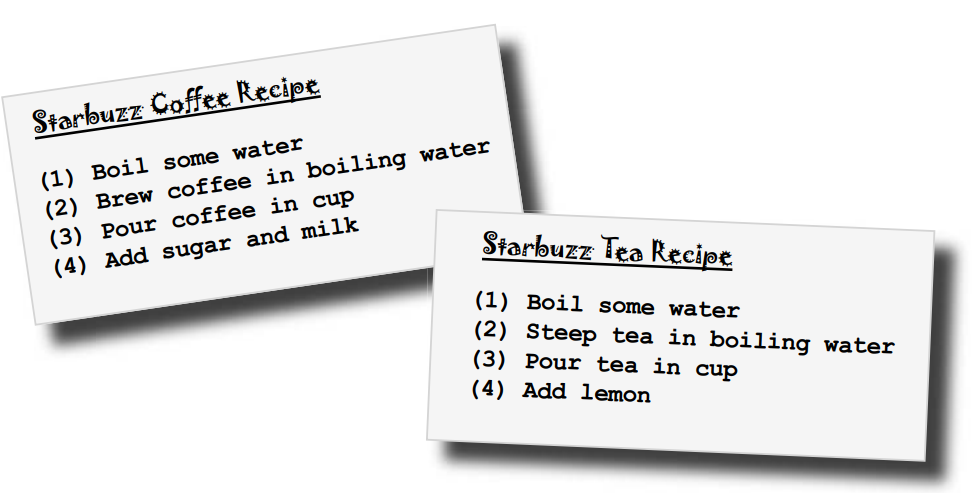 Starbuzz Coffee Recipe
(1) Boil some water
(2) Brew coffee in boiling water
(3) Pour coffee in cup
(4) Add sugar and milk
Starbuzz Tea Recipe
(1) Boil some water
(2) Steep tea in boiling water
(3) Pour tea in cup
(4) Add lemon